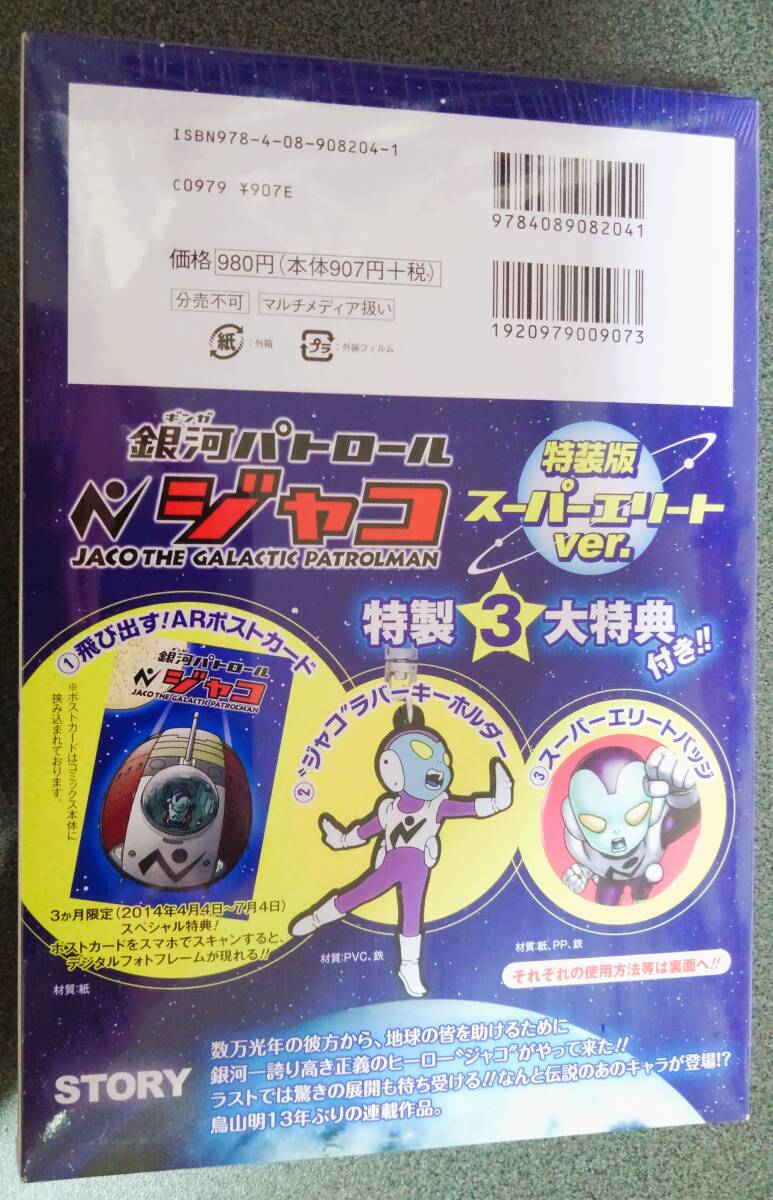 ISBN978-4-08-908204-1
C0979 ¥907E
9784089082041
価格 980円(本体907円+税)
分売不可 マルチメディア扱い
1920979009073
紙:外箱 プラ:外装フィルム
ギンガ
銀河パトロール
ジャコ
JACO THE GALACTIC PATROLMAN
特装版
スーパーエリート
ver.
特製3大特典
付き!!
①飛び出す!ARポストカード
銀河パトロール
ジャコ
JACO THE GALACTIC PATROLMAN
※ポストカードはコミックス本体に
挟み込まれております。
3か月限定(2014年4月4日〜7月4日)
スペシャル特典!
ポストカードをスマホでスキャンすると、
デジタルフォトフレームが現れる!!
材質:紙
②“ジャコ”ラバーキーホルダー
材質:PVC、鉄
③スーパーエリートバッジ
材質:紙、PP、鉄
それぞれの使用方法等は裏面へ!!
STORY
数万光年の彼方から、地球の皆を助けるために
銀河一誇り高き正義のヒーロー“ジャコ”がやって来た!!
ラストでは驚きの展開も待ち受ける!!なんと伝説のあのキャラが登場!?
鳥山明13年ぶりの連載作品。